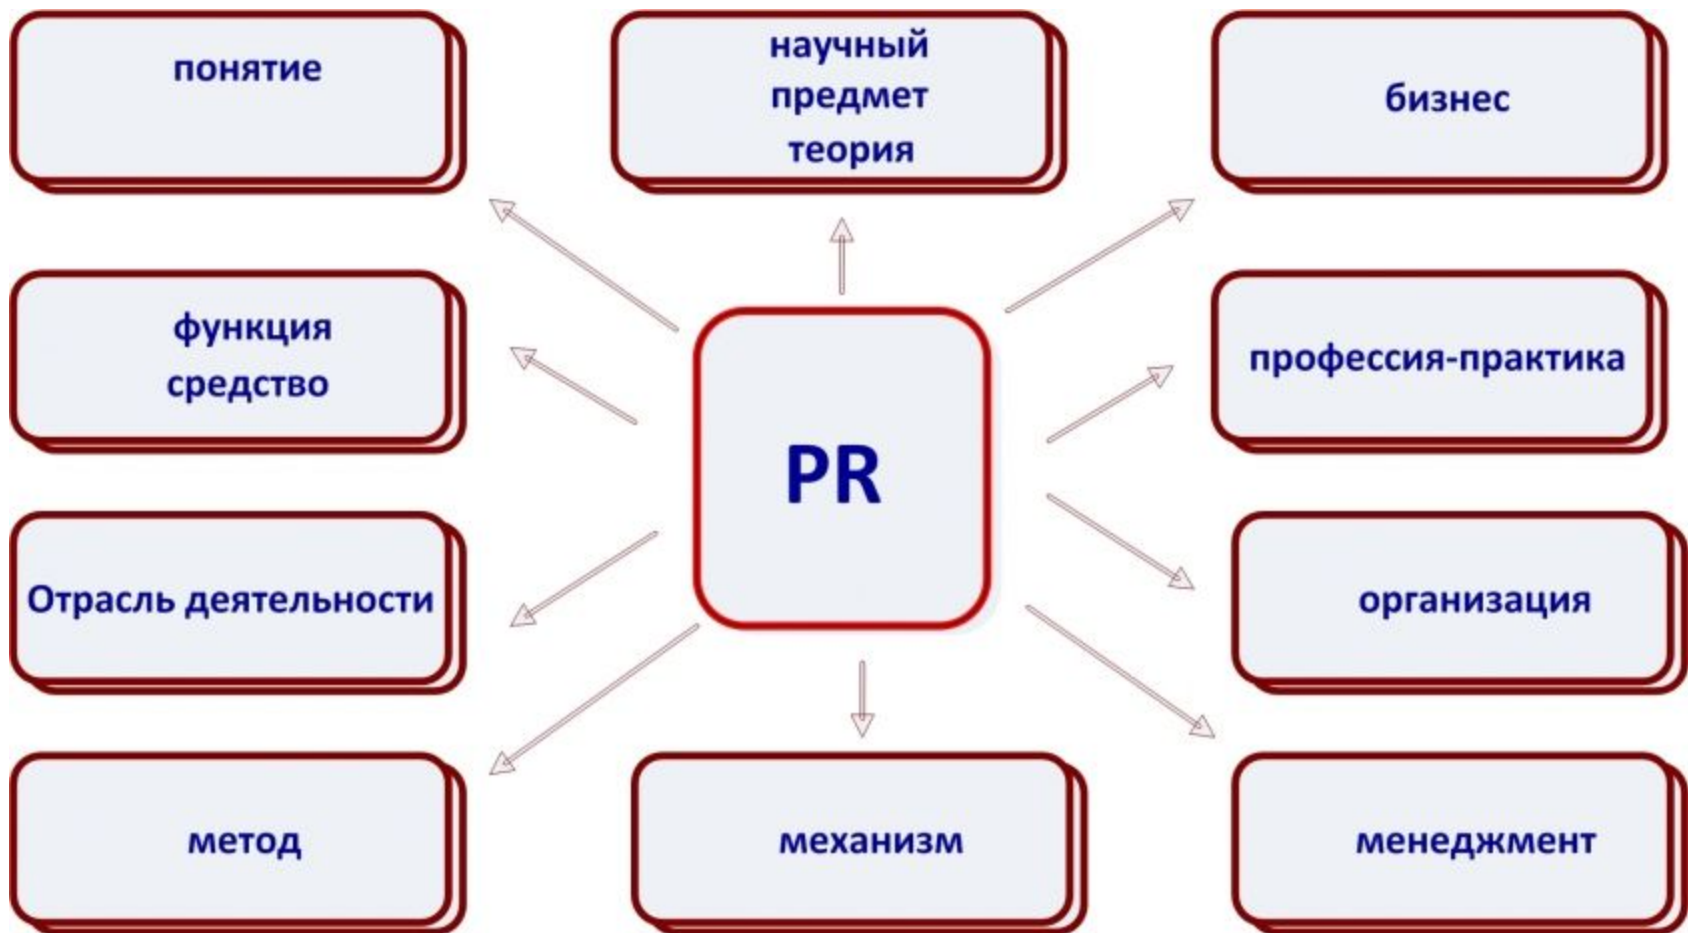 понятие
научный
предмет
теория
бизнес
функция
средство
профессия-практика
PR
Отрасль деятельности
организация
метод
механизм
менеджмент